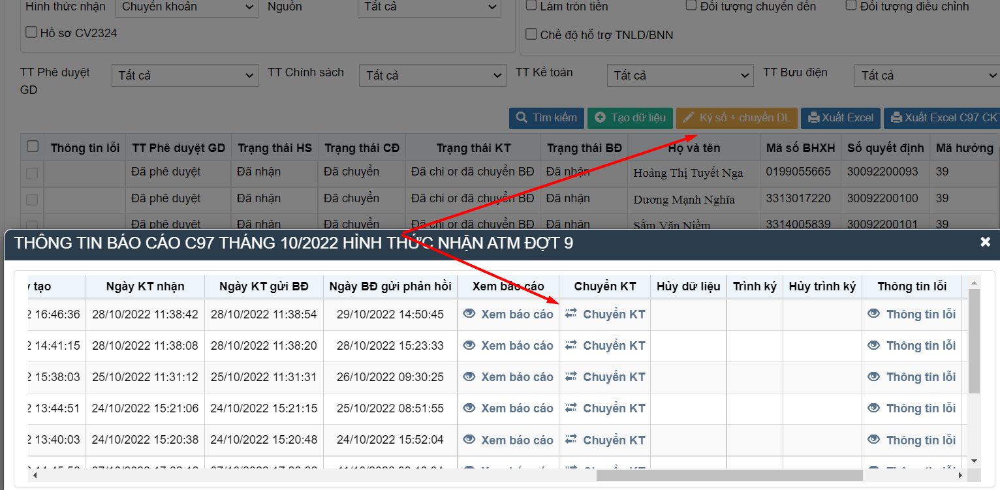 Hình thức nhận Chuyển khoản Nguồn Tất cả Làm tròn tiền Đối tượng chuyển đến Đối tượng điều chỉnh
Hồ sơ CV2324 Chế độ hỗ trợ TNLD/BNN
TT Phê duyệt GD Tất cả TT Chính sách Tất cả TT Kế toán Tất cả TT Bưu điện Tất cả
Tìm kiếm Tạo dữ liệu Ký số + chuyển DL Xuất Excel Xuất Excel C97 CK
Thông tin lỗi TT Phê duyệt GD Trạng thái HS Trạng thái CĐ Trạng thái KT Trạng thái BĐ Họ và tên Mã số BHXH Số quyết định Mã hưởng
Đã phê duyệt Đã nhận Đã chuyển Đã chi or đã chuyển BĐ Đã nhận Hoàng Thị Tuyết Nga 0199055665 30092200093 39
Đã phê duyệt Đã nhận Đã chuyển Đã chi or đã chuyển BĐ Đã nhận Dương Mạnh Nghĩa 3313017220 30092200100 39
Đã phê duyệt Đã nhận Đã chuyển Đã chi or đã chuyển BĐ Đã nhận Sằm Văn Niềm 3314005839 30092200101 39
THÔNG TIN BÁO CÁO C97 THÁNG 10/2022 HÌNH THỨC NHẬN ATM ĐỢT 9
tạo Ngày KT nhận Ngày KT gửi BĐ Ngày BĐ gửi phản hồi Xem báo cáo Chuyển KT Hủy dữ liệu Trình ký Hủy trình ký Thông tin lỗi
2 16:46:36 28/10/2022 11:38:42 28/10/2022 11:38:54 29/10/2022 14:50:45 Xem báo cáo Chuyển KT Thông tin lỗi
2 14:41:15 28/10/2022 11:38:08 28/10/2022 11:38:20 28/10/2022 15:23:33 Xem báo cáo Chuyển KT Thông tin lỗi
2 15:38:03 25/10/2022 11:31:12 25/10/2022 11:31:31 26/10/2022 09:30:25 Xem báo cáo Chuyển KT Thông tin lỗi
2 13:44:51 24/10/2022 15:21:06 24/10/2022 15:21:15 25/10/2022 08:51:55 Xem báo cáo Chuyển KT Thông tin lỗi
2 13:40:03 24/10/2022 15:20:38 24/10/2022 15:20:48 24/10/2022 15:52:04 Xem báo cáo Chuyển KT Thông tin lỗi